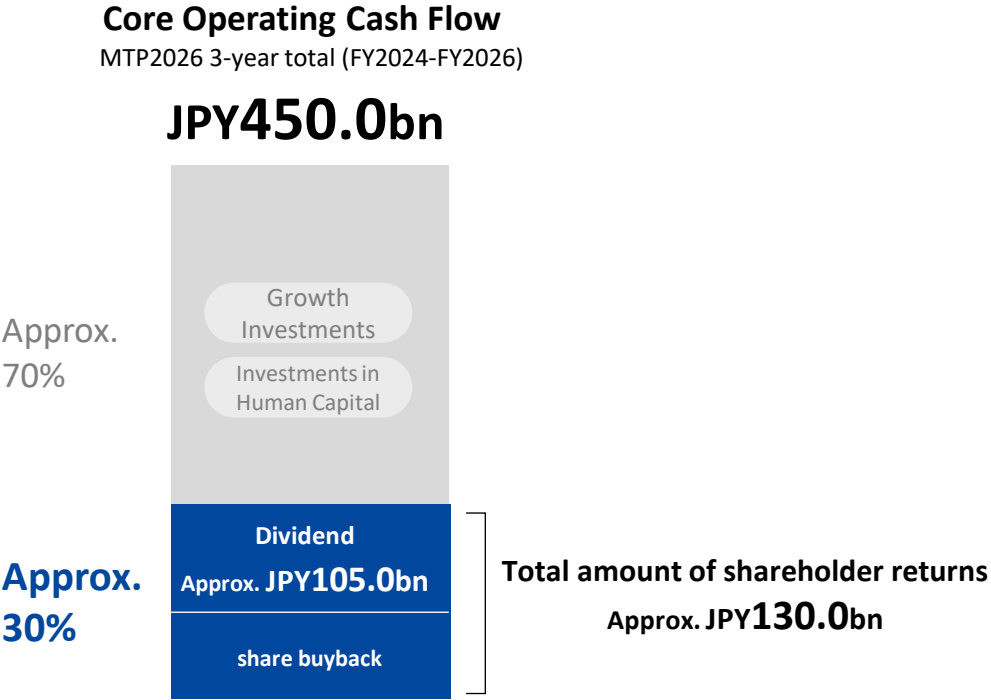 Core Operating Cash Flow
MTP2026 3-year total (FY2024-FY2026)
JPY450.0bn
Growth
Investments
Investments in
Human Capital
Approx.
70%
Dividend
Approx. JPY105.0bn
share buyback
Approx.
30%
Total amount of shareholder returns
Approx. JPY130.0bn